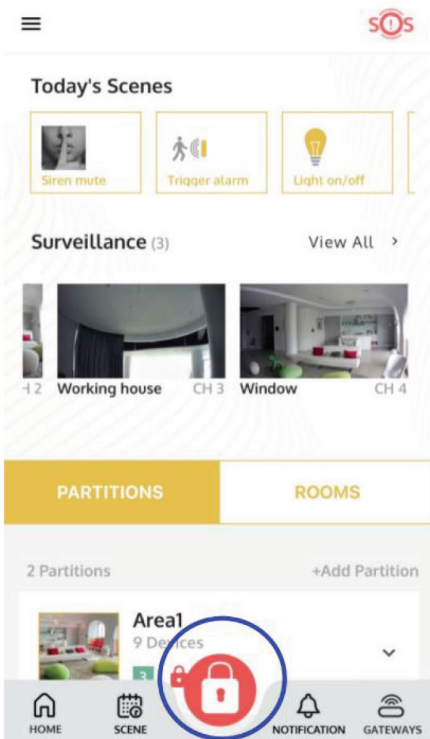 SOS
Today's Scenes
Siren mute
Trigger alarm
Light on/off
Surveillance (3)
View All >
H 2
Working house
CH 3
Window
CH 4
PARTITIONS
ROOMS
2 Partitions
+Add Partition
Area1
9 Devices
3
HOME
SCENE
NOTIFICATION
GATEWAYS